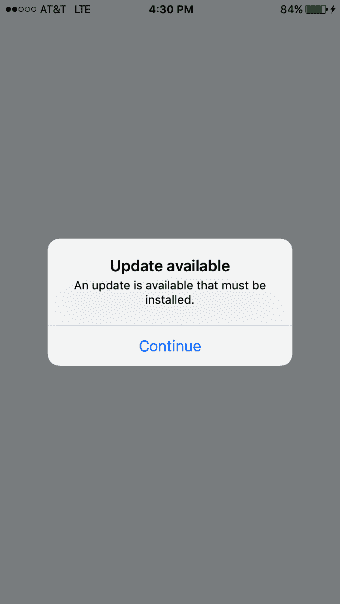 AT&T LTE 4:30 PM 84%
Update available
An update is available that must be
installed.
Continue